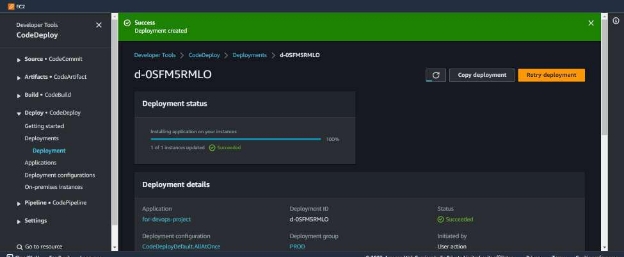 EC2
Developer Tools
CodeDeploy
Source • CodeCommit
Artifacts • CodeArtifact
Build • CodeBuild
Deploy • CodeDeploy
Getting started
Deployments
Deployment
Applications
Deployment configurations
On-premises instances
Pipeline • CodePipeline
Settings
Go to resource
Success
Deployment created
Developer Tools > CodeDeploy > Deployments > d-0SFM5RMLO
d-0SFM5RMLO
Copy deployment
Retry deployment
Deployment status
Installing application on your instances
100%
1 of 1 instances updated Succeeded
Deployment details
Application
Deployment ID
Status
for-devops-project
d-0SFM5RMLO
Succeeded
Deployment configuration
Deployment group
Initiated by
CodeDeployDefault.AllAtOnce
PROD
User action